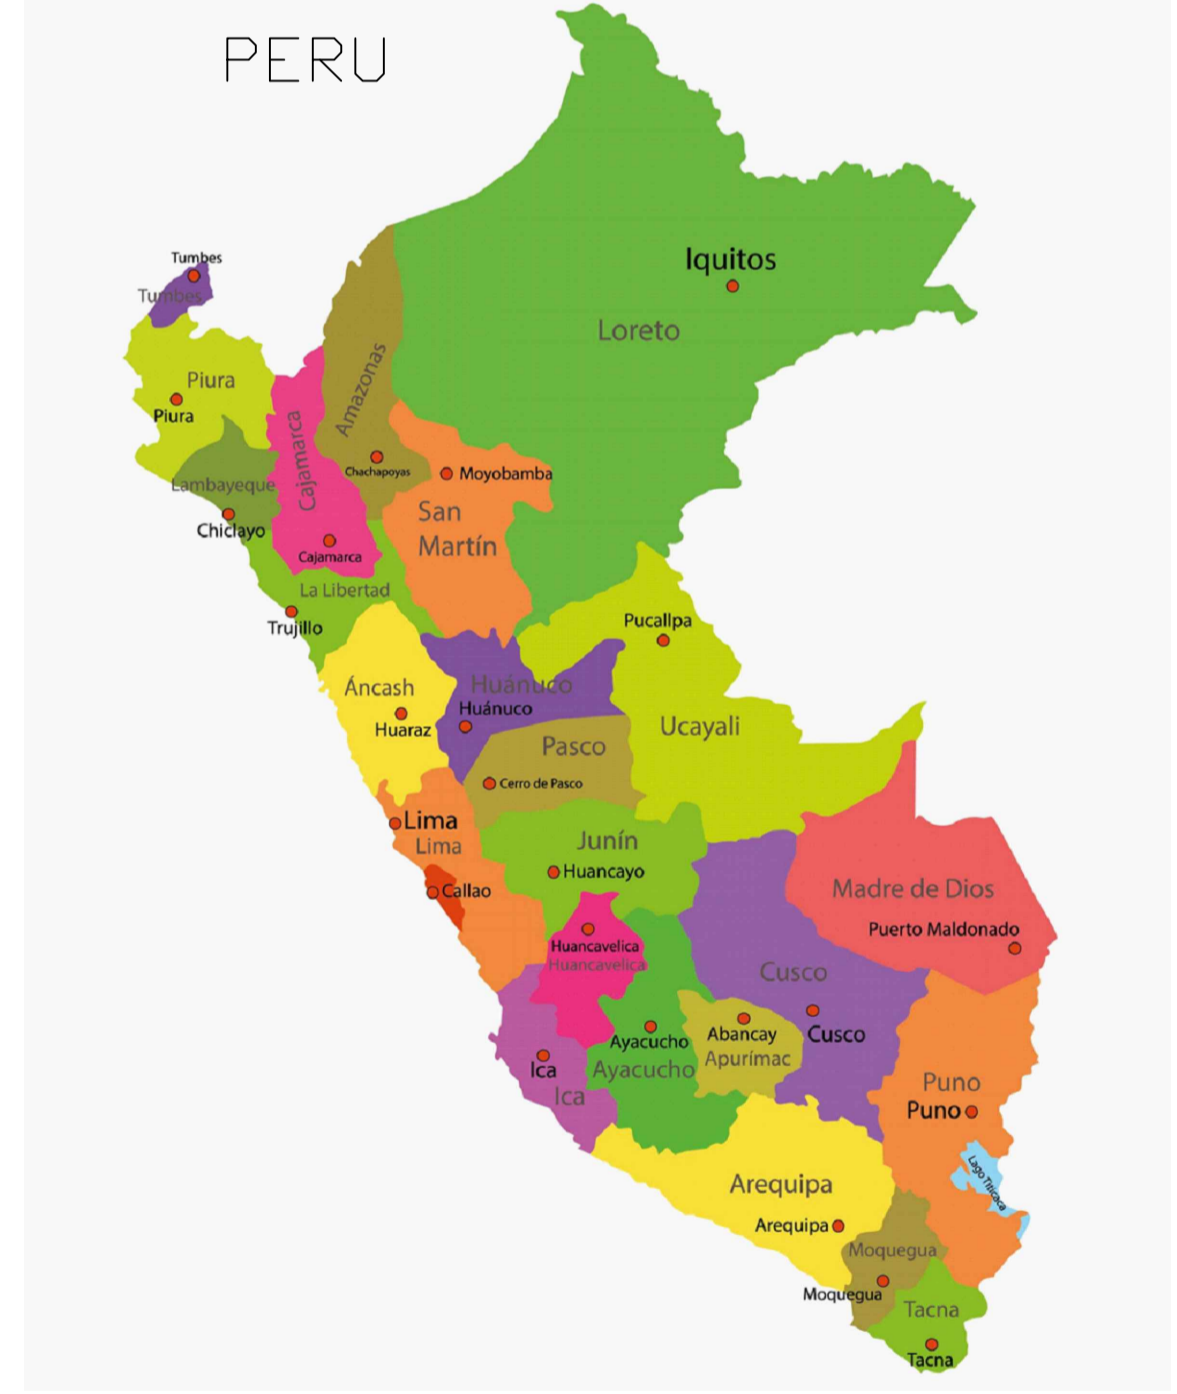 PERU
Tumbes
Tumbes
Iquitos
Loreto
Piura
Piura
Amazonas
Cajamarca
Chachapoyas
Moyobamba
Lambayeque
San
Martín
Chiclayo
Cajamarca
La Libertad
Trujillo
Pucallpa
Áncash
Huánuco
Huánuco
Huaraz
Ucayali
Pasco
Cerro de Pasco
Lima
Lima
Junín
Huancayo
Callao
Madre de Dios
Puerto Maldonado
Huancavelica
Huancavelica
Cusco
Cusco
Abancay
Apurímac
Ayacucho
Ayacucho
Ica
Ica
Puno
Puno
Lago Titicaca
Arequipa
Arequipa
Moquegua
Moquegua
Tacna
Tacna